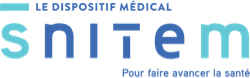 LE DISPOSITIF MÉDICAL
snitem
Pour faire avancer la santé